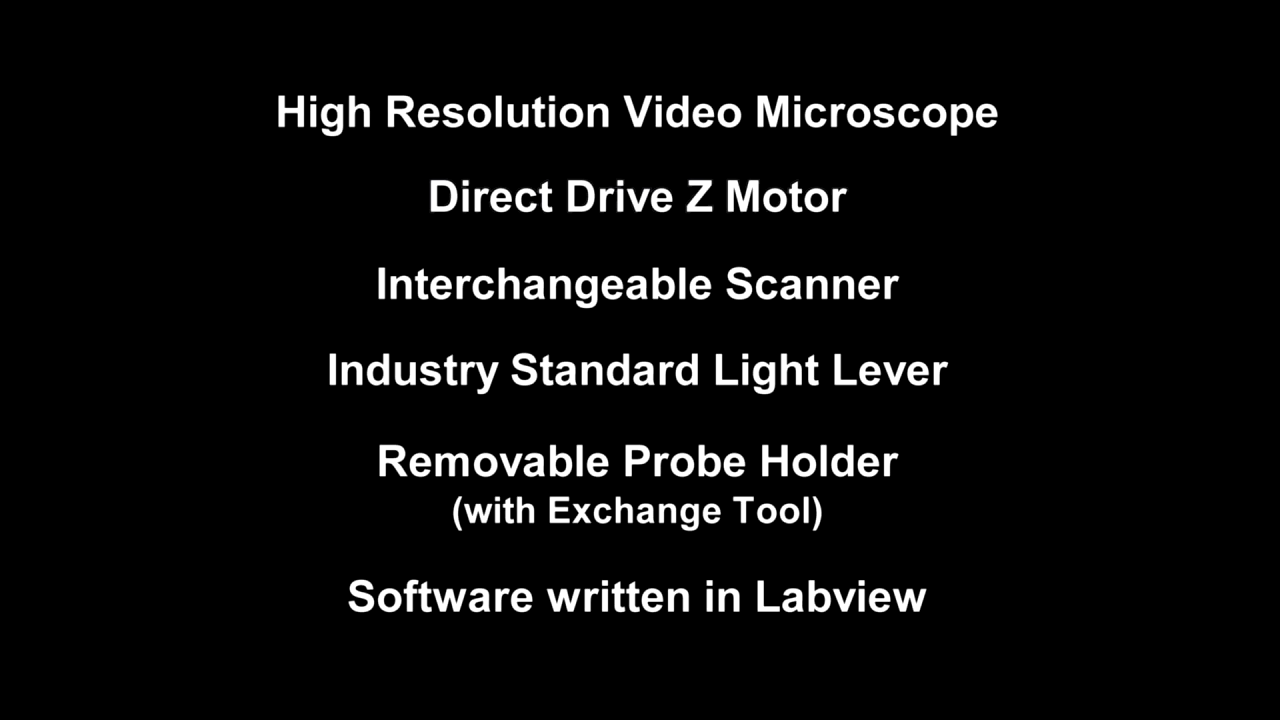 High Resolution Video Microscope
Direct Drive Z Motor
Interchangeable Scanner
Industry Standard Light Lever
Removable Probe Holder
(with Exchange Tool)
Software written in Labview